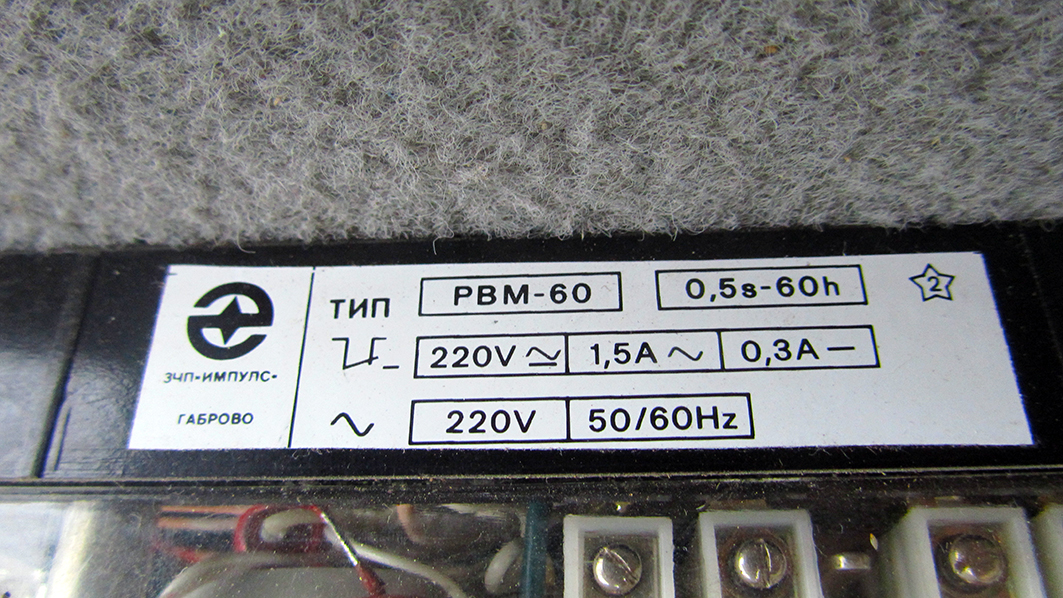 ТИП РВМ-60 0,5s-60h 2
220V ≂ 1,5A ~ 0,3A —
~ 220V 50/60Hz
ЗЧП-ИМПУЛС-
ГАБРОВО